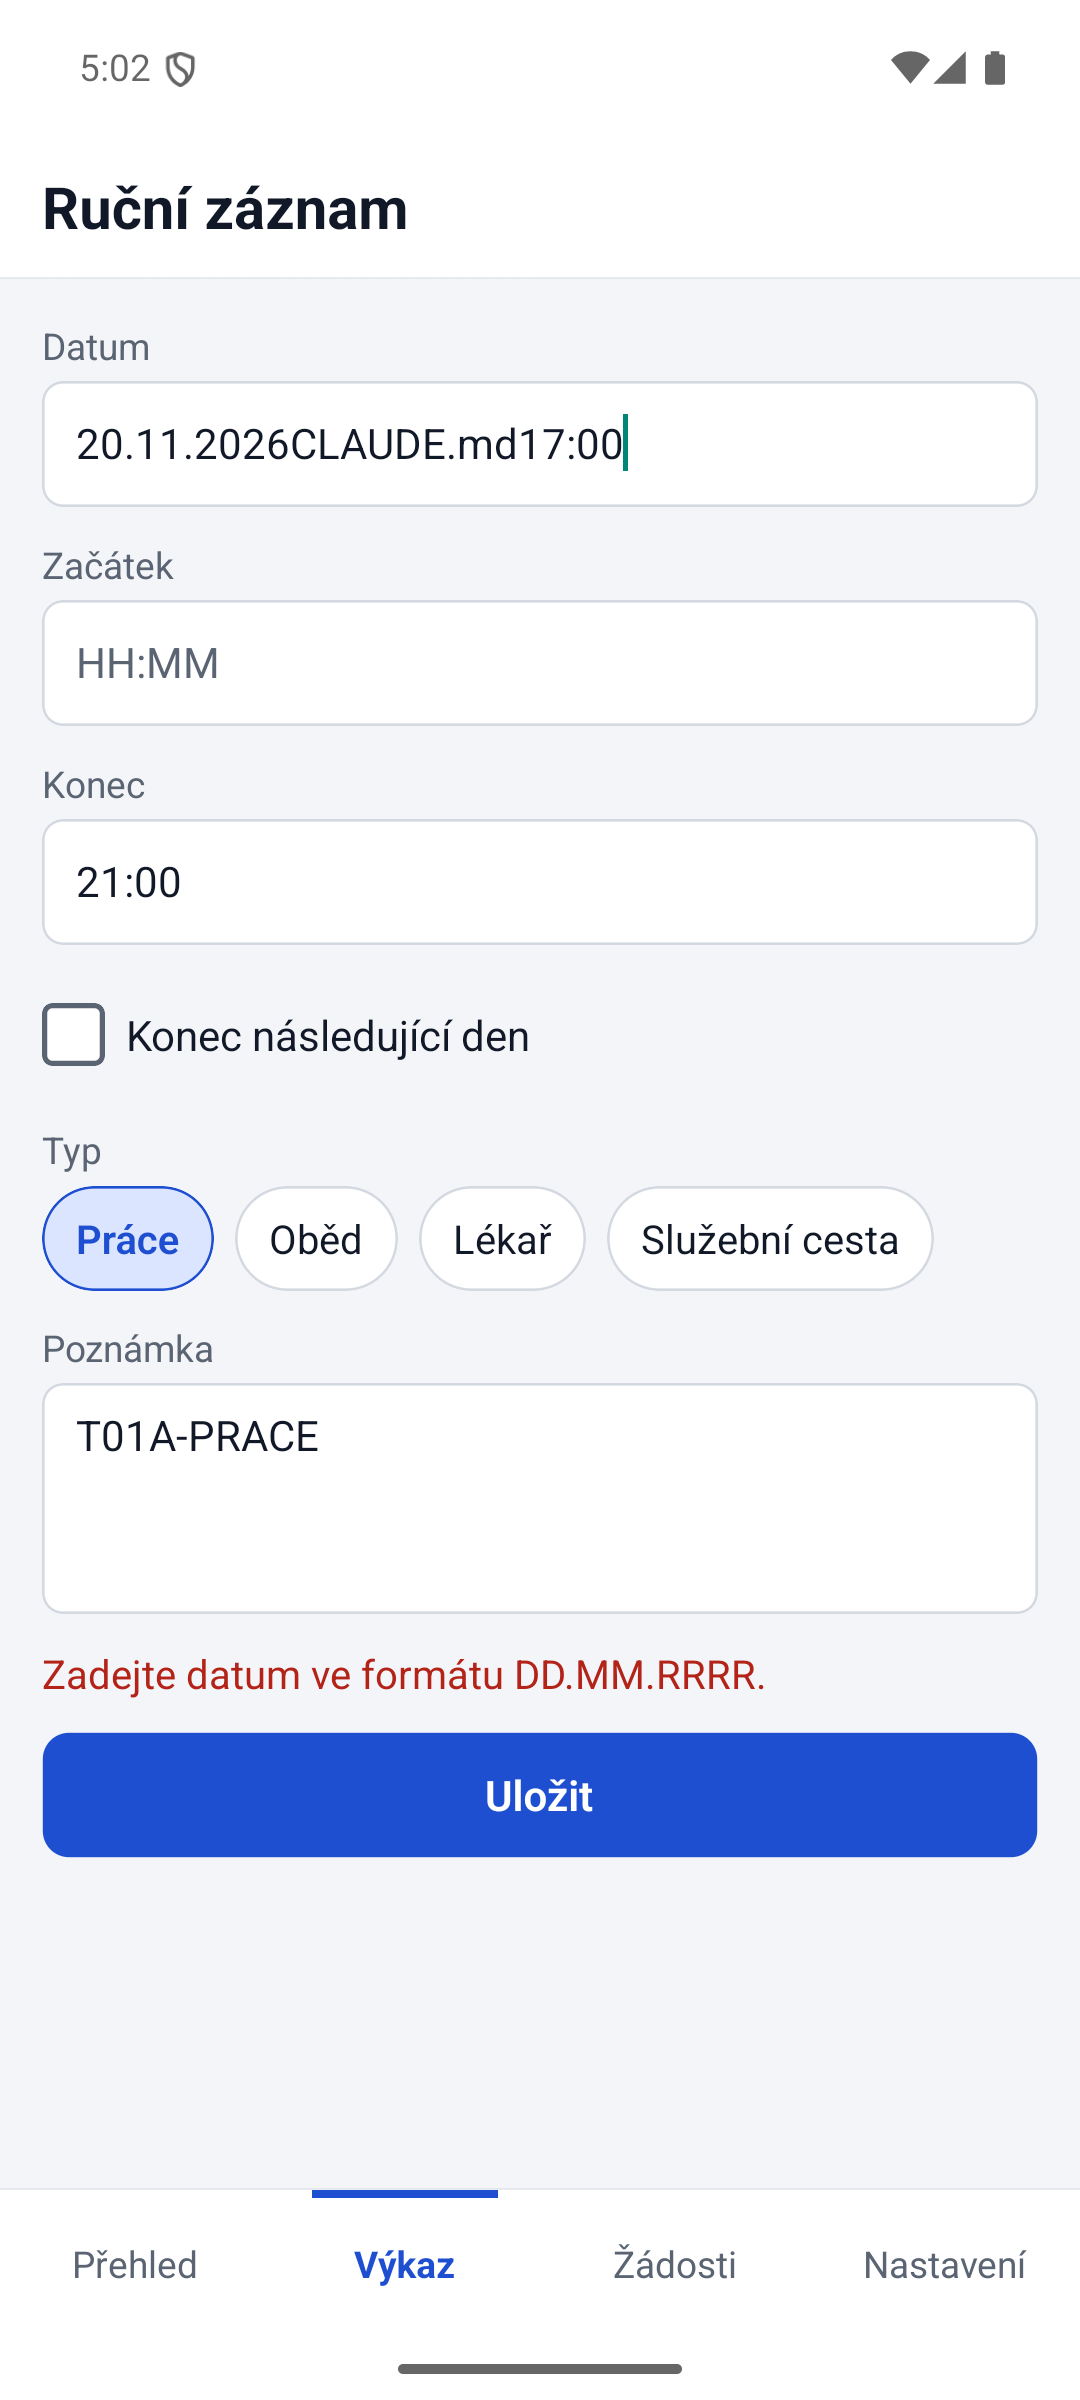 5:02
Ruční záznam
Datum
20.11.2026CLAUDE.md17:00
Začátek
HH:MM
Konec
21:00
Konec následující den
Typ
Práce Oběd Lékař Služební cesta
Poznámka
T01A-PRACE
Zadejte datum ve formátu DD.MM.RRRR.
Uložit
Přehled Výkaz Žádosti Nastavení